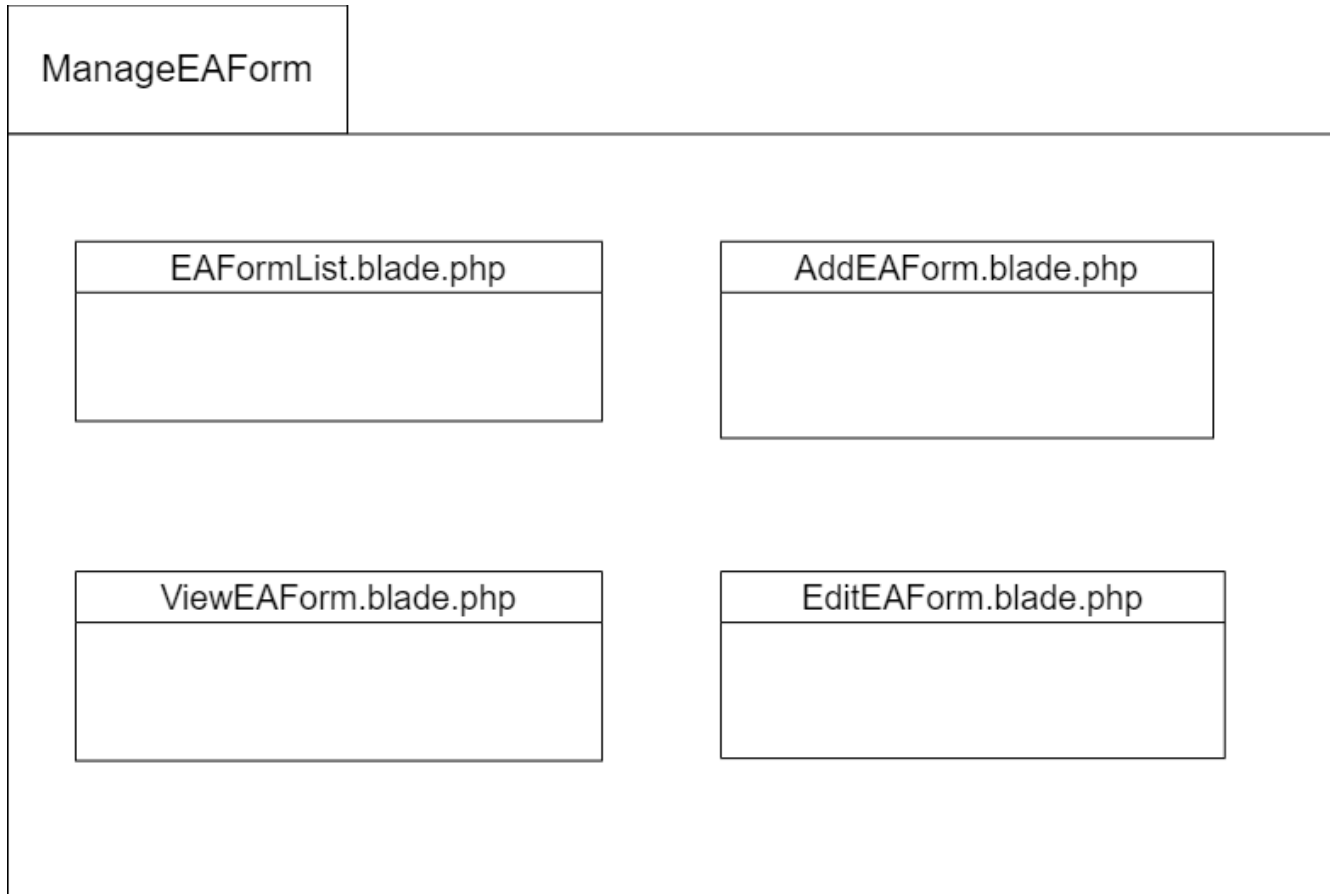 ManageEAForm
EAFormList.blade.php
AddEAForm.blade.php
ViewEAForm.blade.php
EditEAForm.blade.php